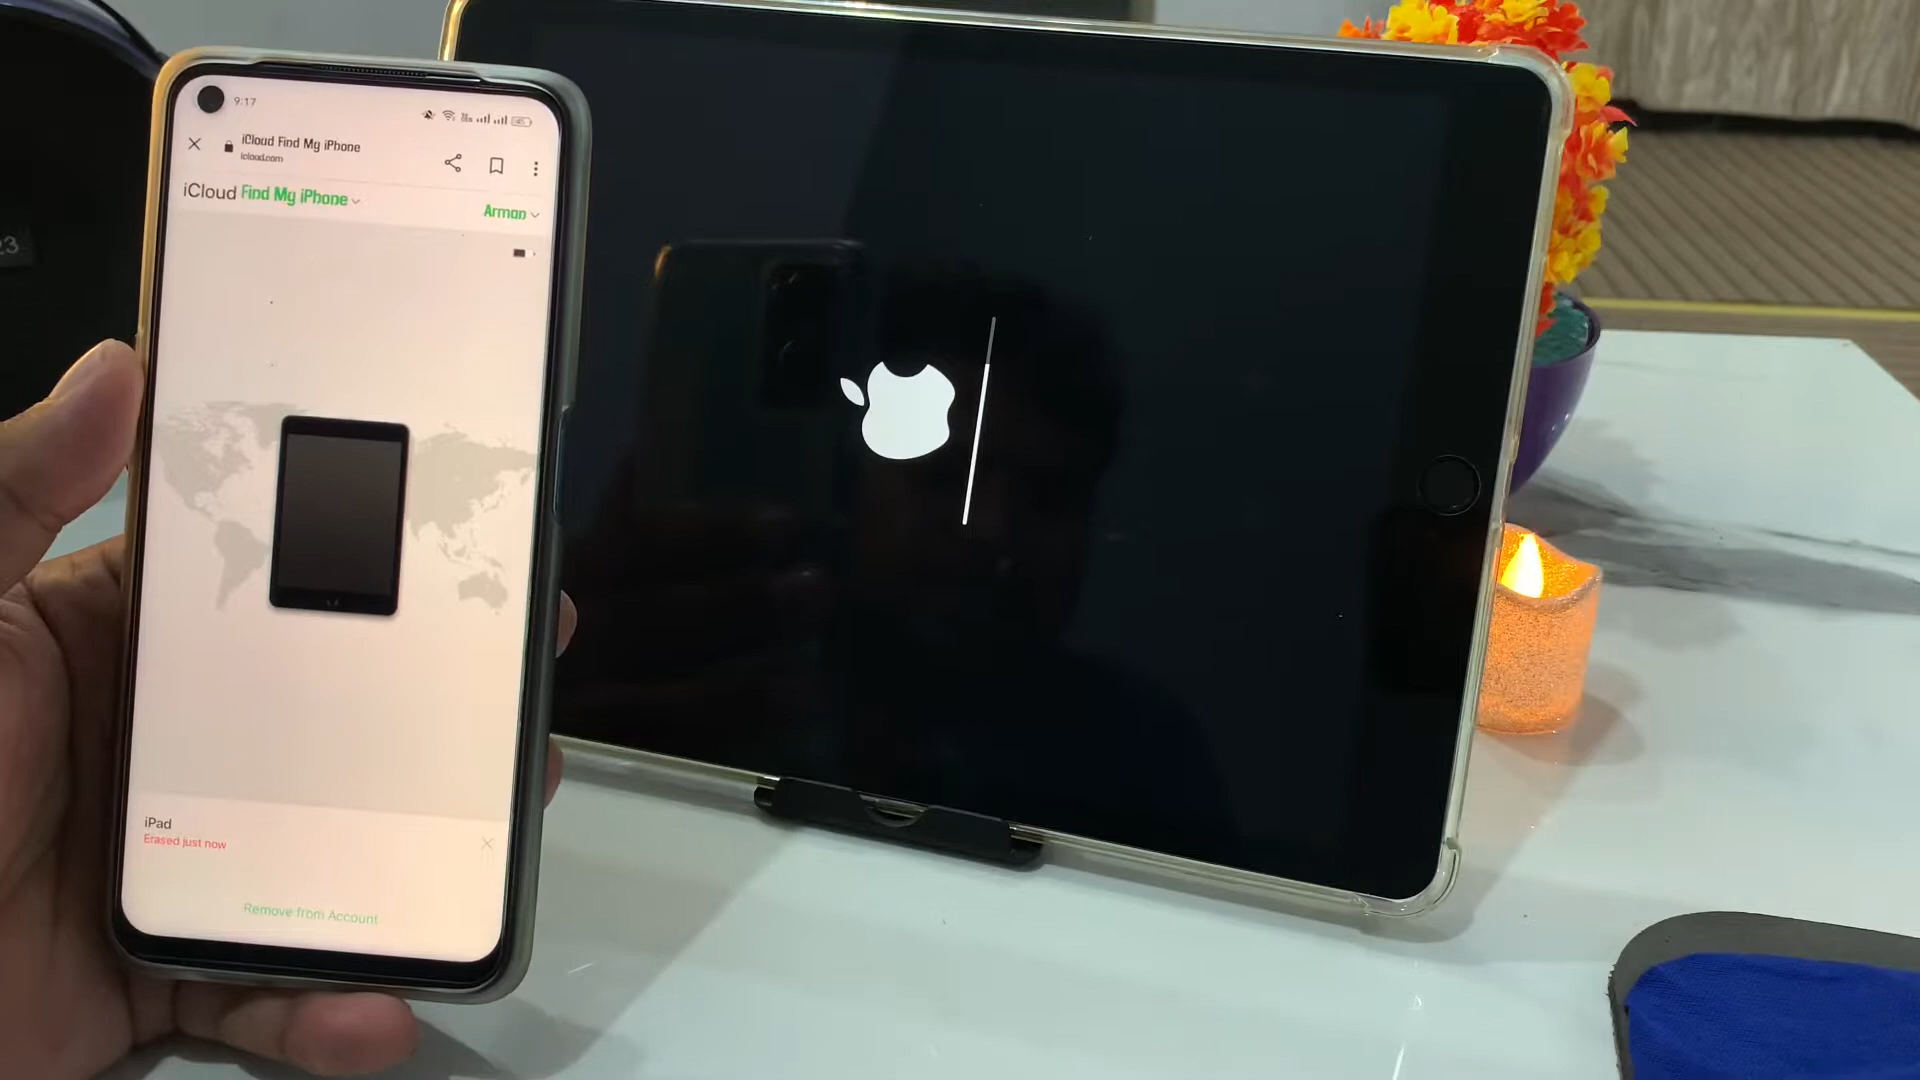 9:17
iCloud Find My iPhone
icloud.com
iCloud Find My iPhone
Arman
iPad
Erased just now
Remove from Account
23